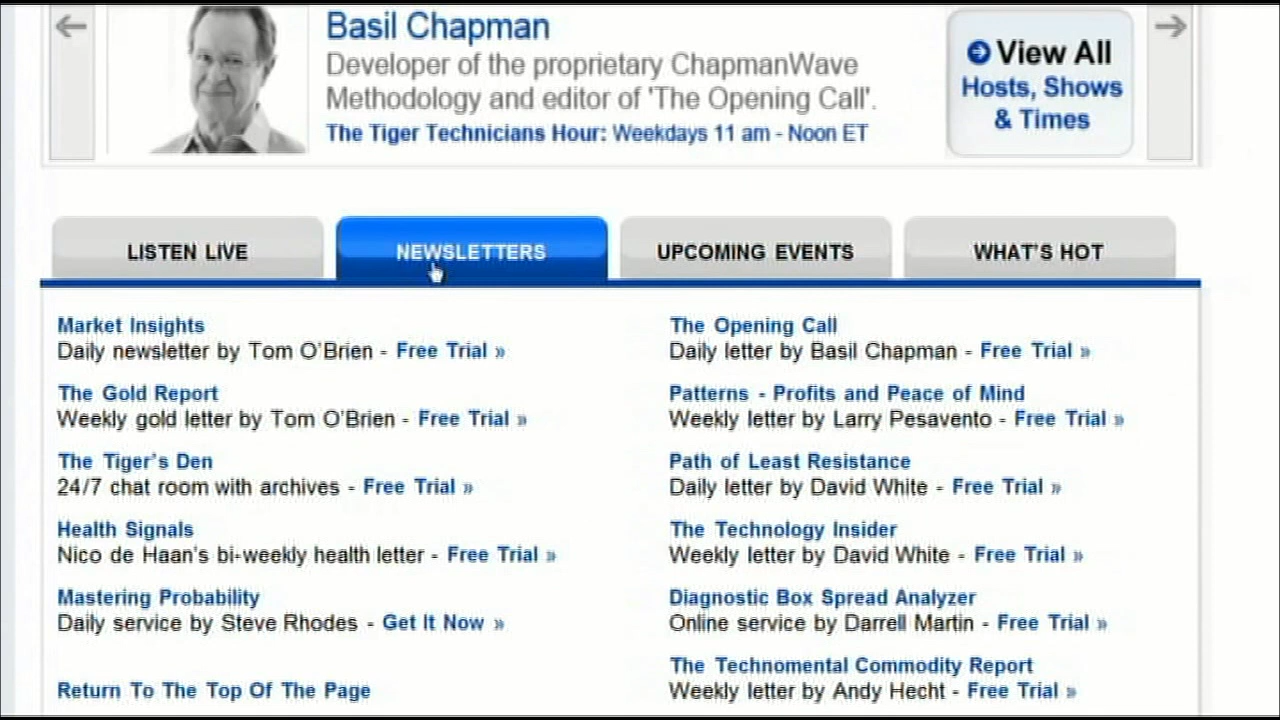 Basil Chapman
Developer of the proprietary ChapmanWave
Methodology and editor of 'The Opening Call'.
The Tiger Technicians Hour: Weekdays 11 am - Noon ET
View All
Hosts, Shows
& Times
LISTEN LIVE
NEWSLETTERS
UPCOMING EVENTS
WHAT'S HOT
Market Insights
Daily newsletter by Tom O'Brien - Free Trial »
The Gold Report
Weekly gold letter by Tom O'Brien - Free Trial »
The Tiger's Den
24/7 chat room with archives - Free Trial »
Health Signals
Nico de Haan's bi-weekly health letter - Free Trial »
Mastering Probability
Daily service by Steve Rhodes - Get It Now »
Return To The Top Of The Page
The Opening Call
Daily letter by Basil Chapman - Free Trial »
Patterns - Profits and Peace of Mind
Weekly letter by Larry Pesavento - Free Trial »
Path of Least Resistance
Daily letter by David White - Free Trial »
The Technology Insider
Weekly letter by David White - Free Trial »
Diagnostic Box Spread Analyzer
Online service by Darrell Martin - Free Trial »
The Technomental Commodity Report
Weekly letter by Andy Hecht - Free Trial »